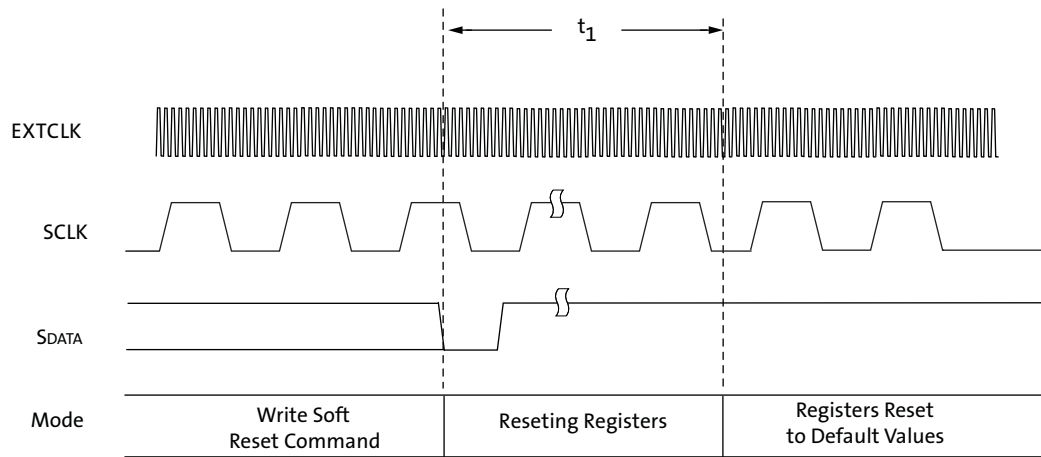 t1
EXTCLK
SCLK
SDATA
Mode
Write Soft
Reset Command
Reseting Registers
Registers Reset
to Default Values